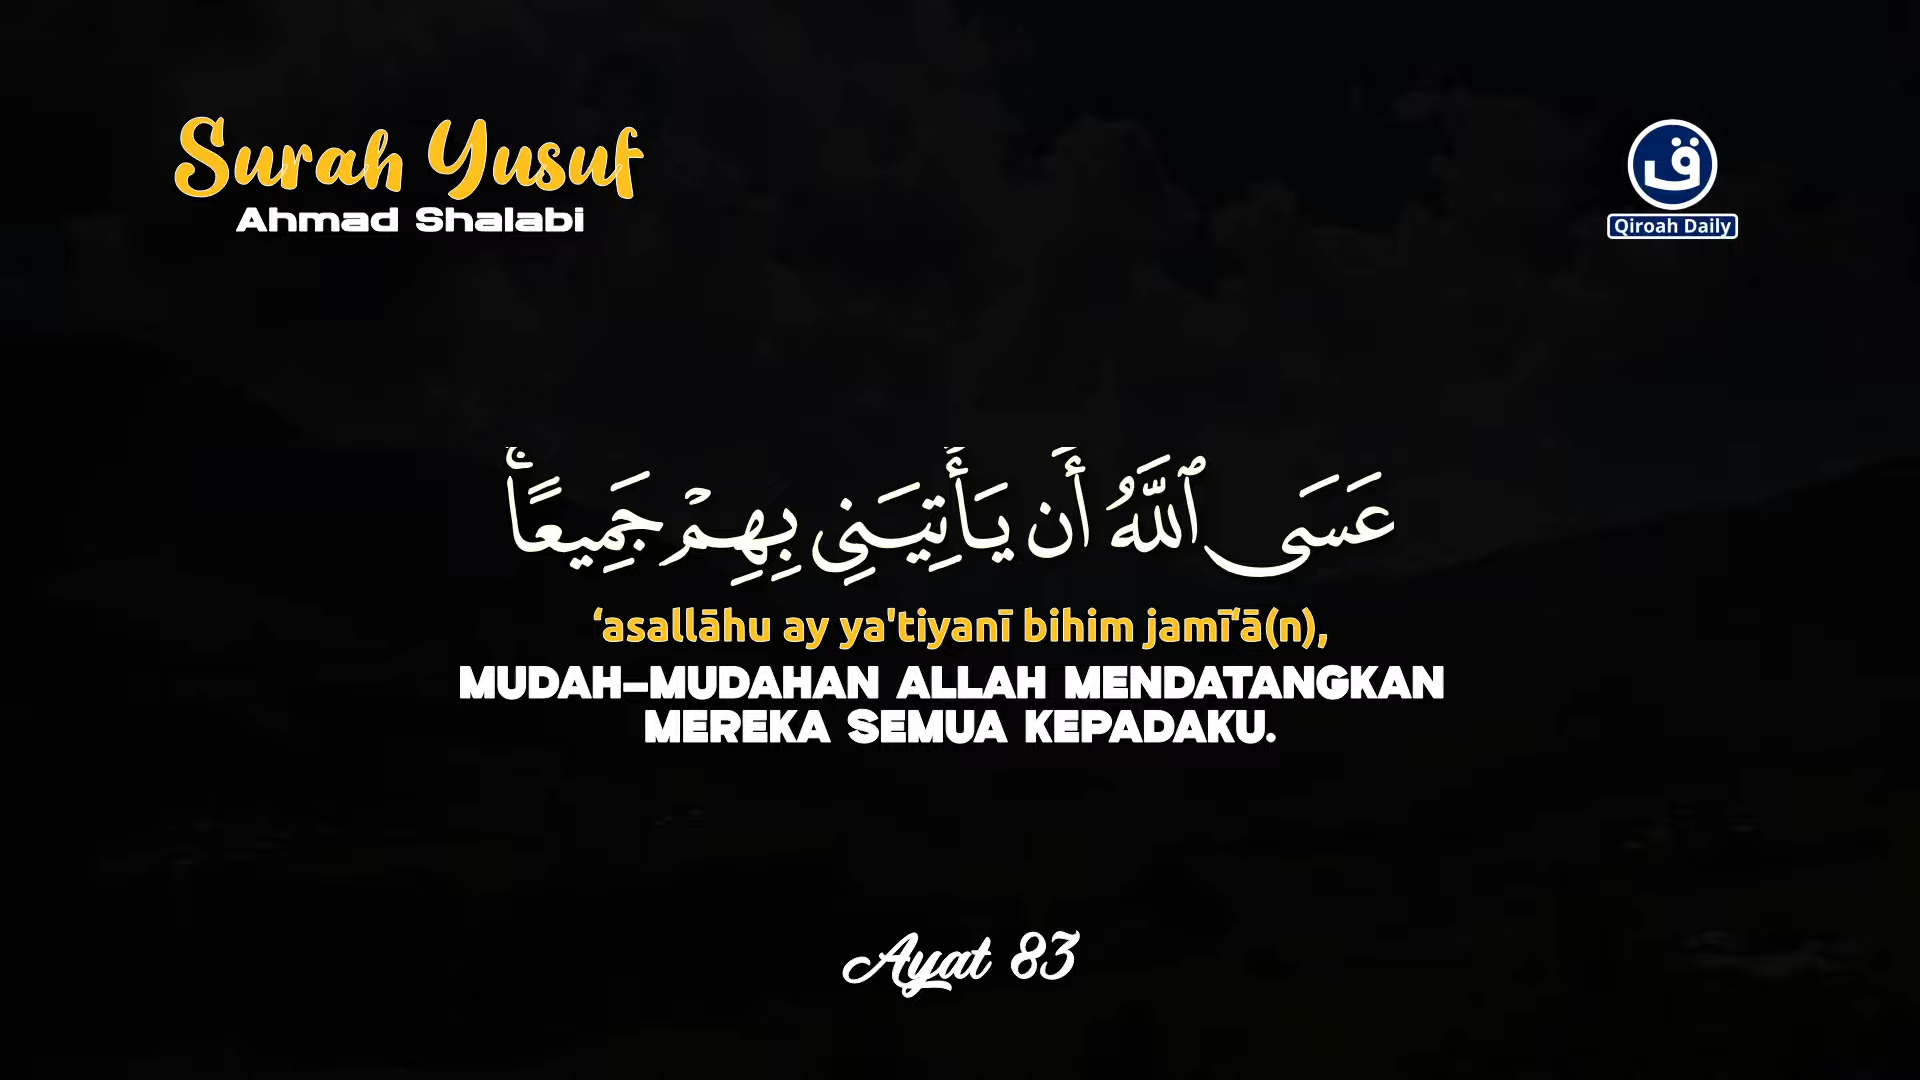 Surah Yusuf
Ahmad Shalabi
ق
Qiroah Daily
عَسَى ٱللَّهُ أَن يَأْتِيَنِي بِهِمْ جَمِيعًاۚ
‘asallāhu ay ya'tiyanī bihim jamī‘ā(n),
MUDAH-MUDAHAN ALLAH MENDATANGKAN
MEREKA SEMUA KEPADAKU.
Ayat 83